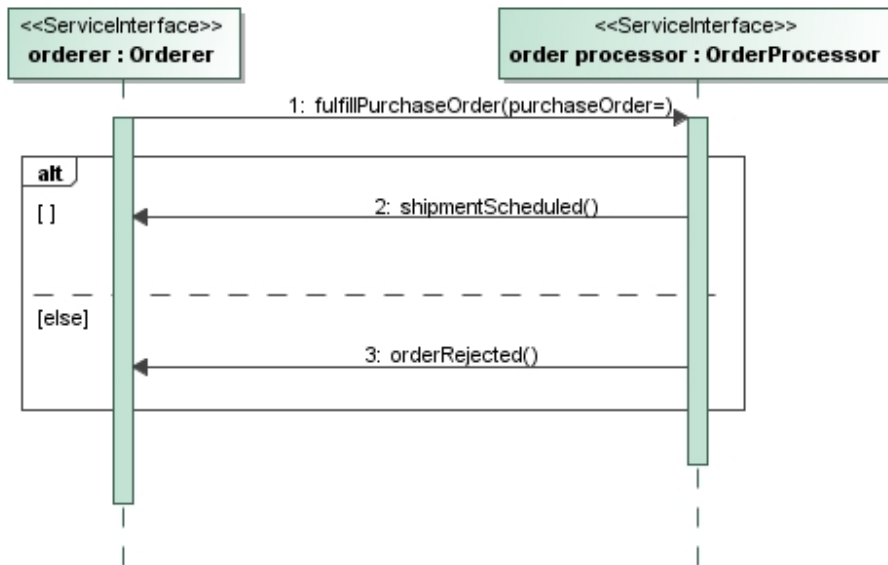 <<ServiceInterface>>
orderer : Orderer
<<ServiceInterface>>
order processor : OrderProcessor
1: fulfillPurchaseOrder(purchaseOrder=)
alt
[ ]
2: shipmentScheduled()
[else]
3: orderRejected()